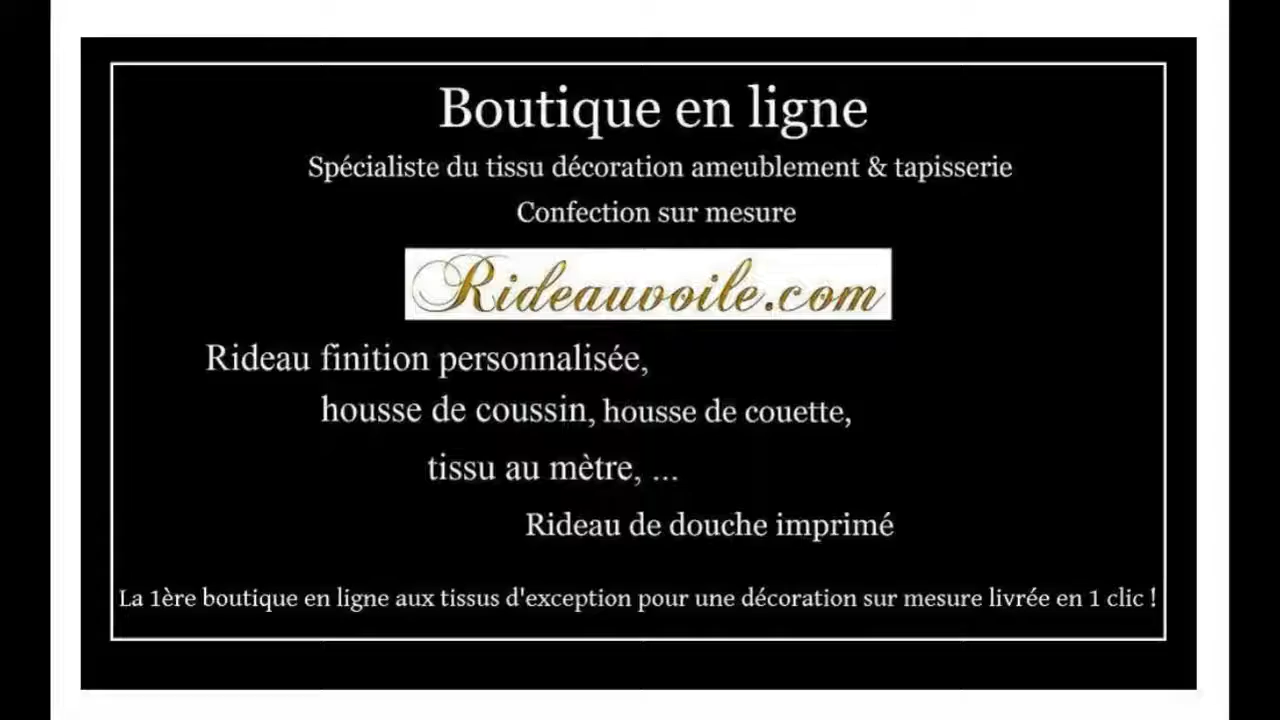 Boutique en ligne
Spécialiste du tissu décoration ameublement & tapisserie
Confection sur mesure
Rideauvoile.com
Rideau finition personnalisée,
housse de coussin, housse de couette,
tissu au mètre, ...
Rideau de douche imprimé
La 1ère boutique en ligne aux tissus d'exception pour une décoration sur mesure livrée en 1 clic !